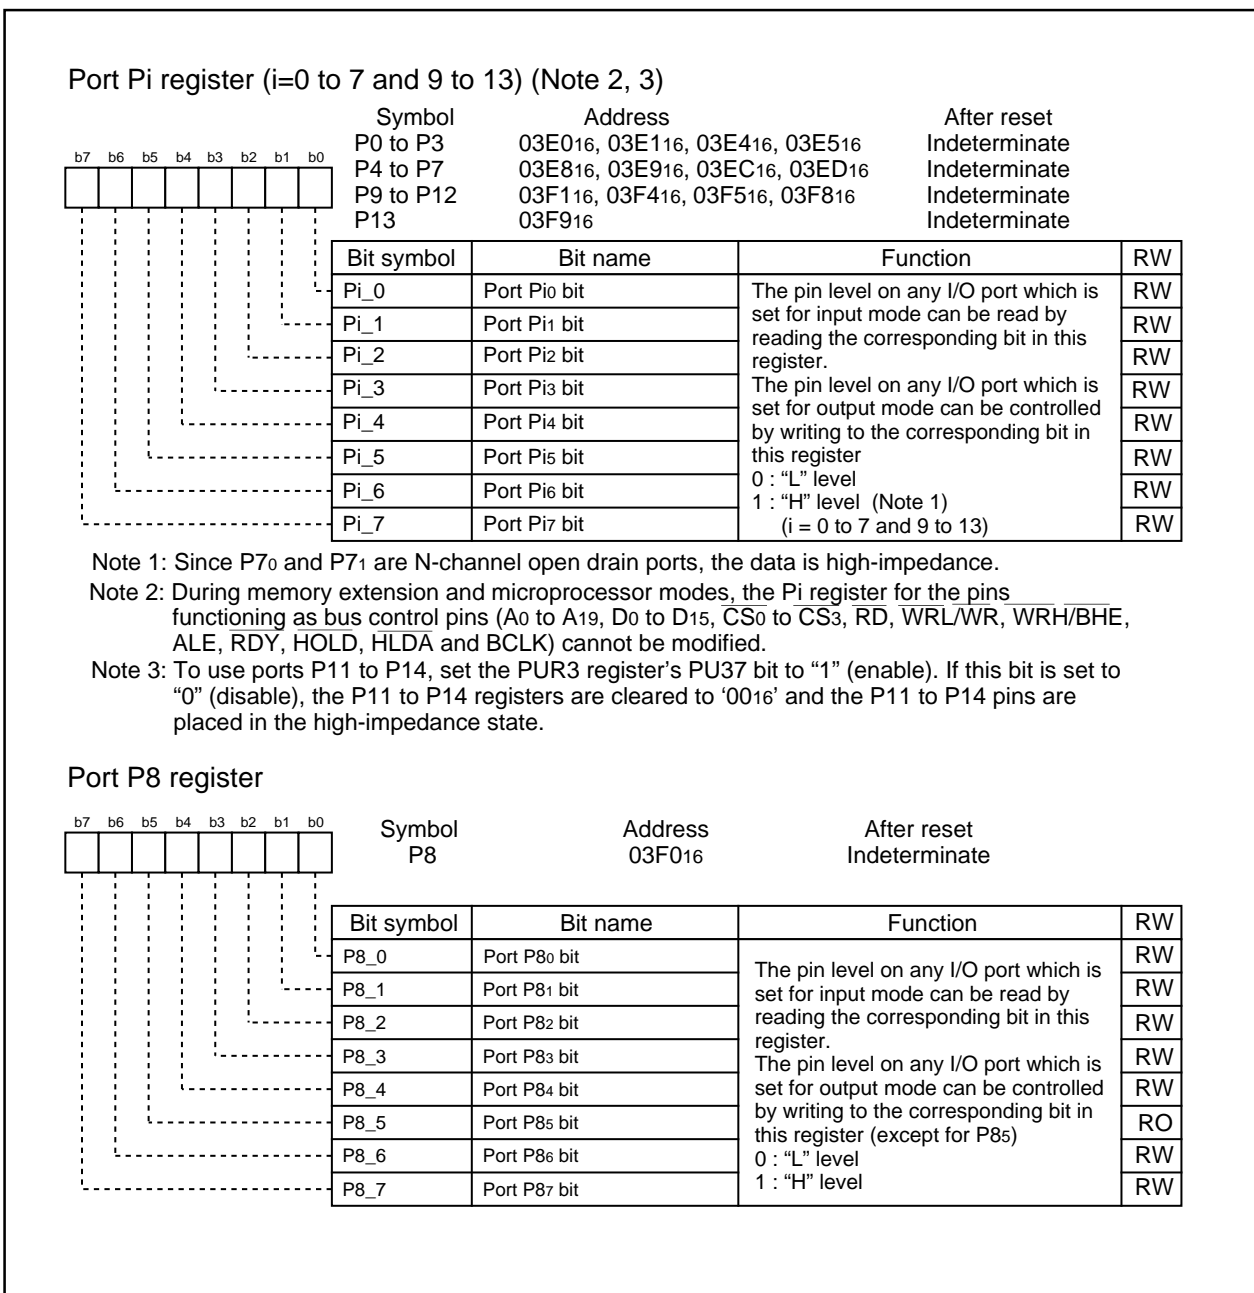 Port Pi register (i=0 to 7 and 9 to 13) (Note 2, 3)
Symbol Address After reset
P0 to P3 03E016, 03E116, 03E416, 03E516 Indeterminate
P4 to P7 03E816, 03E916, 03EC16, 03ED16 Indeterminate
P9 to P12 03F116, 03F416, 03F516, 03F816 Indeterminate
P13 03F916 Indeterminate
b7 b6 b5 b4 b3 b2 b1 b0
Bit symbol Bit name Function RW
Pi_0 Port Pi0 bit RW
Pi_1 Port Pi1 bit RW
Pi_2 Port Pi2 bit RW
Pi_3 Port Pi3 bit RW
Pi_4 Port Pi4 bit RW
Pi_5 Port Pi5 bit RW
Pi_6 Port Pi6 bit RW
Pi_7 Port Pi7 bit RW
The pin level on any I/O port which is
set for input mode can be read by
reading the corresponding bit in this
register.
The pin level on any I/O port which is
set for output mode can be controlled
by writing to the corresponding bit in
this register
0 : “L” level
1 : “H” level (Note 1)
(i = 0 to 7 and 9 to 13)
Note 1: Since P70 and P71 are N-channel open drain ports, the data is high-impedance.
Note 2: During memory extension and microprocessor modes, the Pi register for the pins
functioning as bus control pins (A0 to A19, D0 to D15, CS0 to CS3, RD, WRL/WR, WRH/BHE,
ALE, RDY, HOLD, HLDA and BCLK) cannot be modified.
Note 3: To use ports P11 to P14, set the PUR3 register’s PU37 bit to “1” (enable). If this bit is set to
“0” (disable), the P11 to P14 registers are cleared to ‘0016’ and the P11 to P14 pins are
placed in the high-impedance state.
Port P8 register
b7 b6 b5 b4 b3 b2 b1 b0
Symbol Address After reset
P8 03F016 Indeterminate
Bit symbol Bit name Function RW
P8_0 Port P80 bit RW
P8_1 Port P81 bit RW
P8_2 Port P82 bit RW
P8_3 Port P83 bit RW
P8_4 Port P84 bit RW
P8_5 Port P85 bit RO
P8_6 Port P86 bit RW
P8_7 Port P87 bit RW
The pin level on any I/O port which is
set for input mode can be read by
reading the corresponding bit in this
register.
The pin level on any I/O port which is
set for output mode can be controlled
by writing to the corresponding bit in
this register (except for P85)
0 : “L” level
1 : “H” level